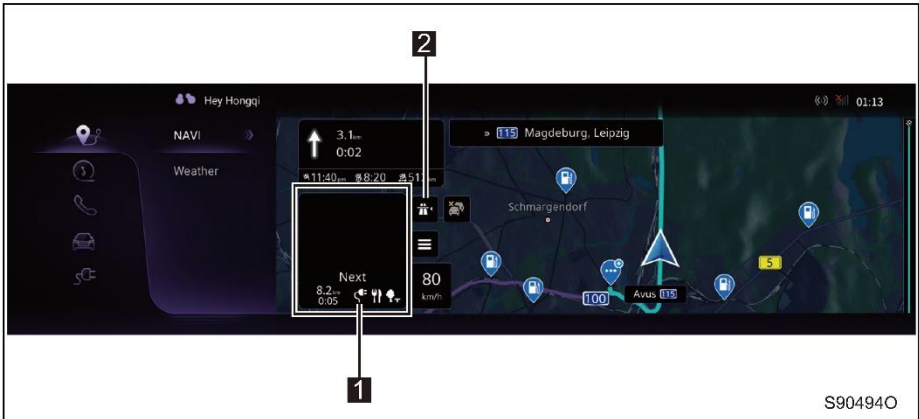 2
Hey Hongqi
01:13
NAVI
Weather
3.1km
0:02
11:40pm 8:20 51
» 115 Magdeburg, Leipzig
Schmargendorf
Next
8.2km
0:05
80
km/h
100
Avus 115
5
1
S90494O